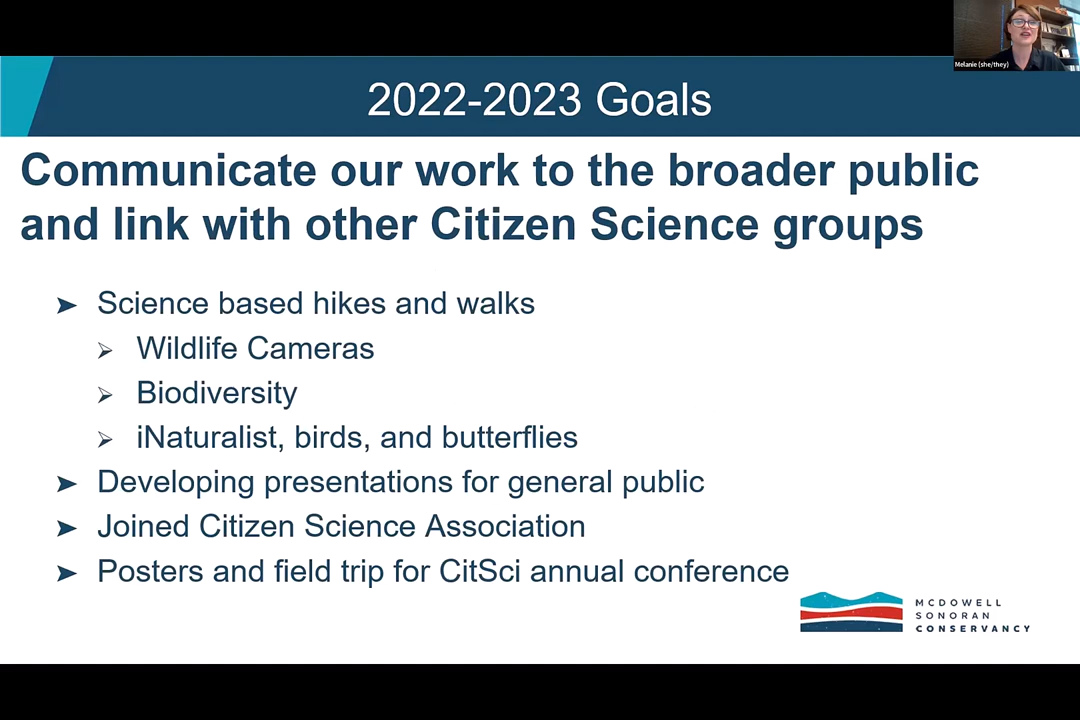 Melanie (she/they)
2022-2023 Goals
Communicate our work to the broader public
and link with other Citizen Science groups
➤ Science based hikes and walks
➢ Wildlife Cameras
➢ Biodiversity
➢ iNaturalist, birds, and butterflies
➤ Developing presentations for general public
➤ Joined Citizen Science Association
➤ Posters and field trip for CitSci annual conference
MCDOWELL
SONORAN
CONSERVANCY